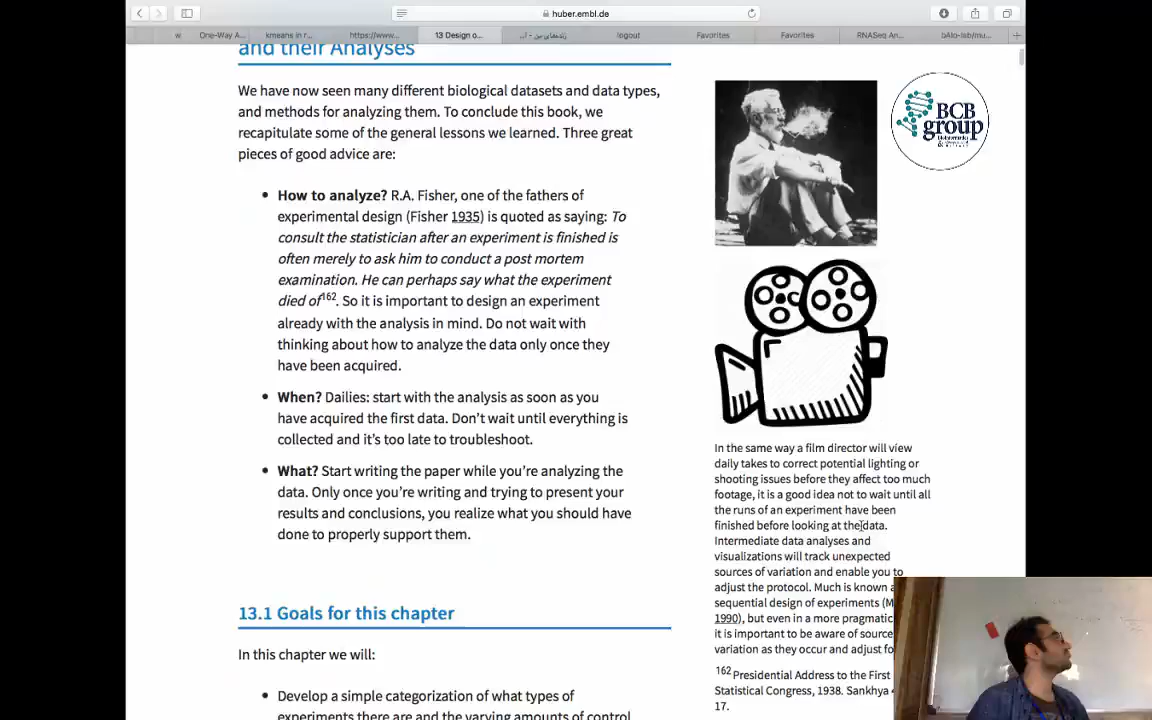 huber.embl.de
w
One-Way A...
kmeans in r...
https://www...
13 Design o...
زنده‌های من - آ...
logout
Favorites
Favorites
RNASeq An...
and their Analyses
We have now seen many different biological datasets and data types,
and methods for analyzing them. To conclude this book, we
recapitulate some of the general lessons we learned. Three great
pieces of good advice are:
• How to analyze? R.A. Fisher, one of the fathers of
experimental design (Fisher 1935) is quoted as saying: To
consult the statistician after an experiment is finished is
often merely to ask him to conduct a post mortem
examination. He can perhaps say what the experiment
died of162. So it is important to design an experiment
already with the analysis in mind. Do not wait with
thinking about how to analyze the data only once they
have been acquired.
• When? Dailies: start with the analysis as soon as you
have acquired the first data. Don’t wait until everything is
collected and it’s too late to troubleshoot.
• What? Start writing the paper while you’re analyzing the
data. Only once you’re writing and trying to present your
results and conclusions, you realize what you should have
done to properly support them.
13.1 Goals for this chapter
In this chapter we will:
• Develop a simple categorization of what types of
experiments there are and the varying amounts of control
BCB
group
In the same way a film director will view
daily takes to correct potential lighting or
shooting issues before they affect too much
footage, it is a good idea not to wait until all
the runs of an experiment have been
finished before looking at the data.
Intermediate data analyses and
visualizations will track unexpected
sources of variation and enable you to
adjust the protocol. Much is known a
sequential design of experiments (M
1990), but even in a more pragmatic
it is important to be aware of source
variation as they occur and adjust fo
162 Presidential Address to the First
Statistical Congress, 1938. Sankhya
17.